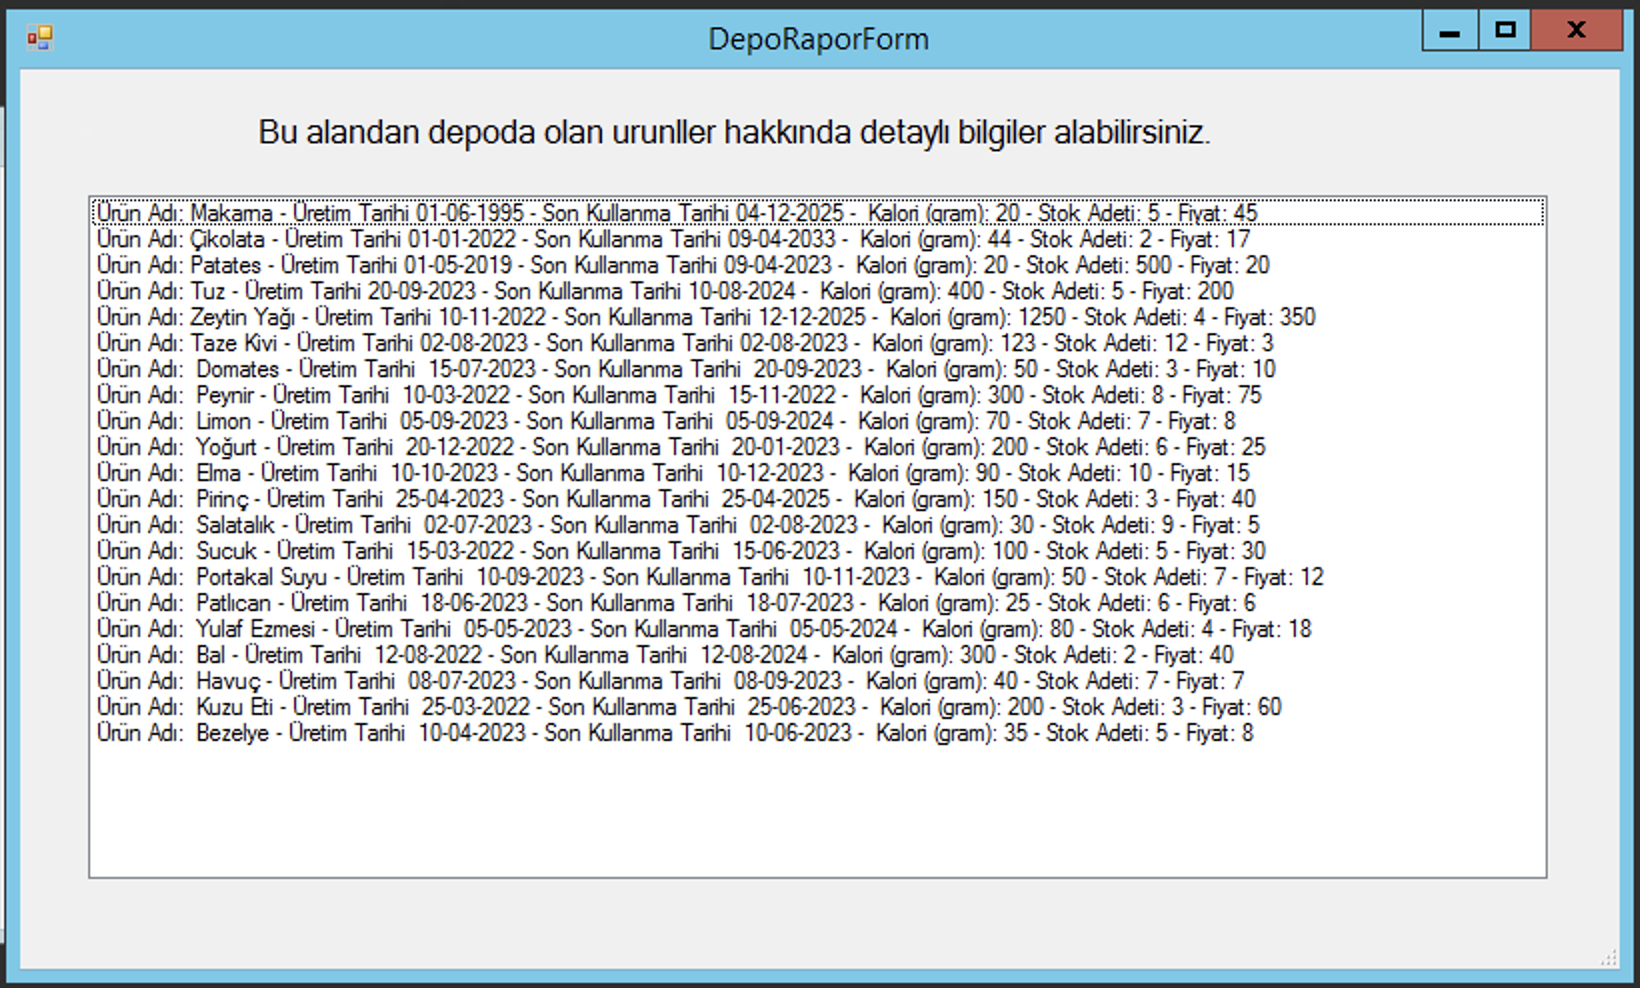 DepoRaporForm
Bu alandan depoda olan urunller hakkında detaylı bilgiler alabilirsiniz.
Ürün Adı: Makarna - Üretim Tarihi 01-06-1995 - Son Kullanma Tarihi 04-12-2025 - Kalori (gram): 20 - Stok Adeti: 5 - Fiyat: 45
Ürün Adı: Çikolata - Üretim Tarihi 01-01-2022 - Son Kullanma Tarihi 09-04-2033 - Kalori (gram): 44 - Stok Adeti: 2 - Fiyat: 17
Ürün Adı: Patates - Üretim Tarihi 01-05-2019 - Son Kullanma Tarihi 09-04-2023 - Kalori (gram): 20 - Stok Adeti: 500 - Fiyat: 20
Ürün Adı: Tuz - Üretim Tarihi 20-09-2023 - Son Kullanma Tarihi 10-08-2024 - Kalori (gram): 400 - Stok Adeti: 5 - Fiyat: 200
Ürün Adı: Zeytin Yağı - Üretim Tarihi 10-11-2022 - Son Kullanma Tarihi 12-12-2025 - Kalori (gram): 1250 - Stok Adeti: 4 - Fiyat: 350
Ürün Adı: Taze Kivi - Üretim Tarihi 02-08-2023 - Son Kullanma Tarihi 02-08-2023 - Kalori (gram): 123 - Stok Adeti: 12 - Fiyat: 3
Ürün Adı: Domates - Üretim Tarihi 15-07-2023 - Son Kullanma Tarihi 20-09-2023 - Kalori (gram): 50 - Stok Adeti: 3 - Fiyat: 10
Ürün Adı: Peynir - Üretim Tarihi 10-03-2022 - Son Kullanma Tarihi 15-11-2022 - Kalori (gram): 300 - Stok Adeti: 8 - Fiyat: 75
Ürün Adı: Limon - Üretim Tarihi 05-09-2023 - Son Kullanma Tarihi 05-09-2024 - Kalori (gram): 70 - Stok Adeti: 7 - Fiyat: 8
Ürün Adı: Yoğurt - Üretim Tarihi 20-12-2022 - Son Kullanma Tarihi 20-01-2023 - Kalori (gram): 200 - Stok Adeti: 6 - Fiyat: 25
Ürün Adı: Elma - Üretim Tarihi 10-10-2023 - Son Kullanma Tarihi 10-12-2023 - Kalori (gram): 90 - Stok Adeti: 10 - Fiyat: 15
Ürün Adı: Pirinç - Üretim Tarihi 25-04-2023 - Son Kullanma Tarihi 25-04-2025 - Kalori (gram): 150 - Stok Adeti: 3 - Fiyat: 40
Ürün Adı: Salatalık - Üretim Tarihi 02-07-2023 - Son Kullanma Tarihi 02-08-2023 - Kalori (gram): 30 - Stok Adeti: 9 - Fiyat: 5
Ürün Adı: Sucuk - Üretim Tarihi 15-03-2022 - Son Kullanma Tarihi 15-06-2023 - Kalori (gram): 100 - Stok Adeti: 5 - Fiyat: 30
Ürün Adı: Portakal Suyu - Üretim Tarihi 10-09-2023 - Son Kullanma Tarihi 10-11-2023 - Kalori (gram): 50 - Stok Adeti: 7 - Fiyat: 12
Ürün Adı: Patlıcan - Üretim Tarihi 18-06-2023 - Son Kullanma Tarihi 18-07-2023 - Kalori (gram): 25 - Stok Adeti: 6 - Fiyat: 6
Ürün Adı: Yulaf Ezmesi - Üretim Tarihi 05-05-2023 - Son Kullanma Tarihi 05-05-2024 - Kalori (gram): 80 - Stok Adeti: 4 - Fiyat: 18
Ürün Adı: Bal - Üretim Tarihi 12-08-2022 - Son Kullanma Tarihi 12-08-2024 - Kalori (gram): 300 - Stok Adeti: 2 - Fiyat: 40
Ürün Adı: Havuç - Üretim Tarihi 08-07-2023 - Son Kullanma Tarihi 08-09-2023 - Kalori (gram): 40 - Stok Adeti: 7 - Fiyat: 7
Ürün Adı: Kuzu Eti - Üretim Tarihi 25-03-2022 - Son Kullanma Tarihi 25-06-2023 - Kalori (gram): 200 - Stok Adeti: 3 - Fiyat: 60
Ürün Adı: Bezelye - Üretim Tarihi 10-04-2023 - Son Kullanma Tarihi 10-06-2023 - Kalori (gram): 35 - Stok Adeti: 5 - Fiyat: 8